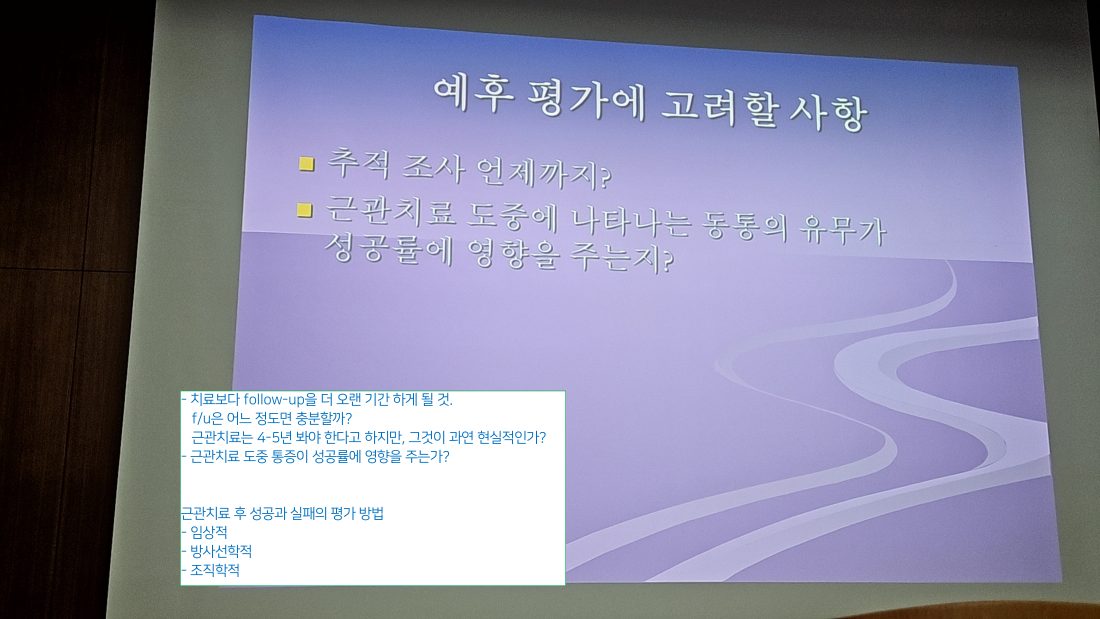 예후 평가에 고려할 사항
추적 조사 언제까지?
근관치료 도중에 나타나는 동통의 유무가
성공률에 영향을 주는지?
- 치료보다 follow-up을 더 오랜 기간 하게 될 것.
f/u은 어느 정도면 충분할까?
근관치료는 4-5년 봐야 한다고 하지만, 그것이 과연 현실적인가?
- 근관치료 도중 통증이 성공률에 영향을 주는가?
근관치료 후 성공과 실패의 평가 방법
- 임상적
- 방사선학적
- 조직학적